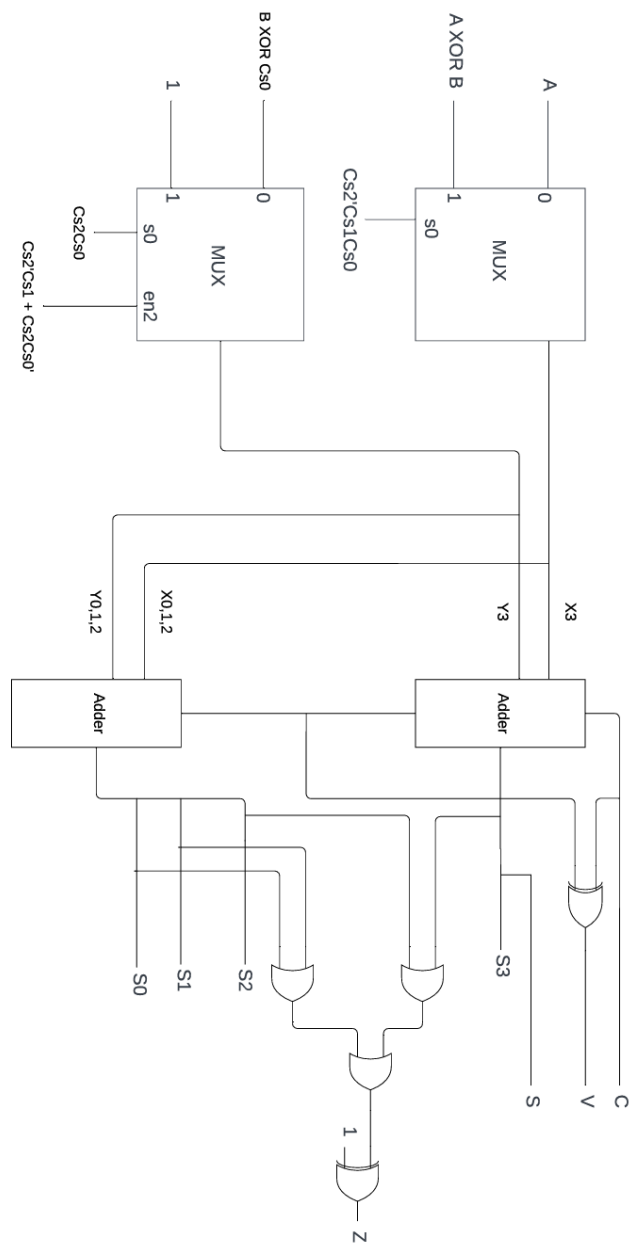 A
A XOR B
0
1
MUX
s0
Cs2'Cs1Cs0
B XOR Cs0
1
0
1
MUX
s0
en2
Cs2Cs0
Cs2'Cs1 + Cs2Cs0'
X3
Y3
X0,1,2
Y0,1,2
Adder
Adder
C
V
S
S3
S2
S1
S0
1
Z